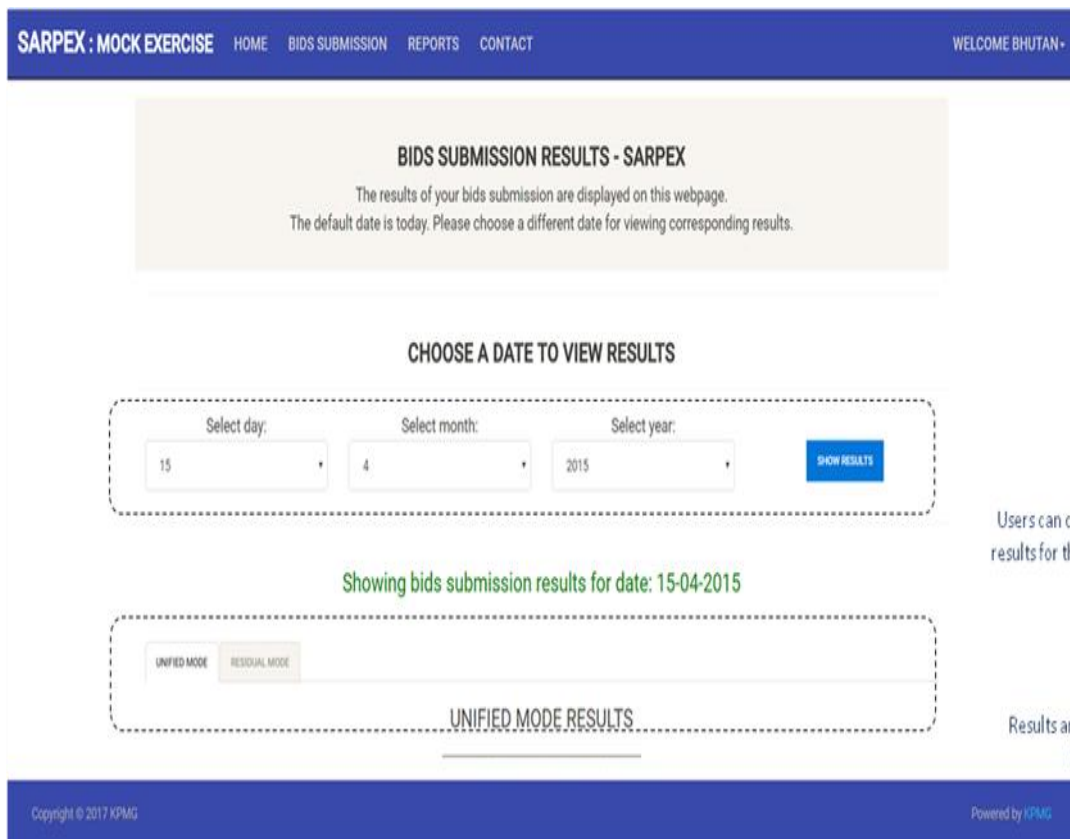 SARPEX : MOCK EXERCISE HOME BIDS SUBMISSION REPORTS CONTACT WELCOME BHUTAN
BIDS SUBMISSION RESULTS - SARPEX
The results of your bids submission are displayed on this webpage.
The default date is today. Please choose a different date for viewing corresponding results.
CHOOSE A DATE TO VIEW RESULTS
Select day: Select month: Select year:
15 4 2015 SHOW RESULTS
Users can
results for
Showing bids submission results for date: 15-04-2015
UNIFIED MODE RESIDUAL MODE
UNIFIED MODE RESULTS
Results
Copyright © 2017 KPMG Powered by KPMG